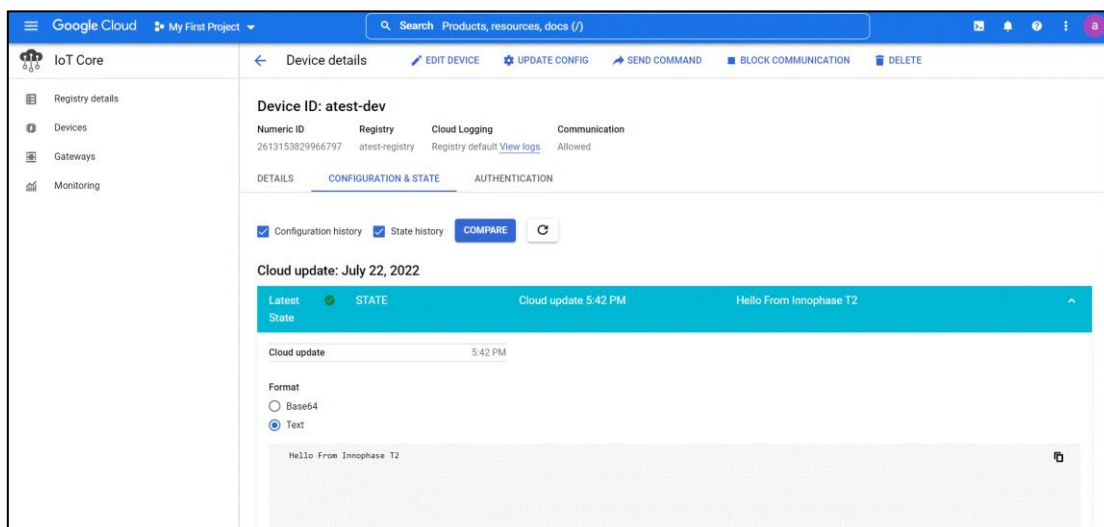 Google Cloud My First Project Search Products, resources, docs (/) a
IoT Core
Device details EDIT DEVICE UPDATE CONFIG SEND COMMAND BLOCK COMMUNICATION DELETE
Registry details
Devices
Gateways
Monitoring
Device ID: atest-dev
Numeric ID Registry Cloud Logging Communication
2613153829966797 atest-registry Registry default View logs Allowed
DETAILS CONFIGURATION & STATE AUTHENTICATION
Configuration history State history COMPARE
Cloud update: July 22, 2022
Latest State STATE Cloud update 5:42 PM Hello From Innophase T2
Cloud update 5:42 PM
Format
Base64
Text
Hello From Innophase T2